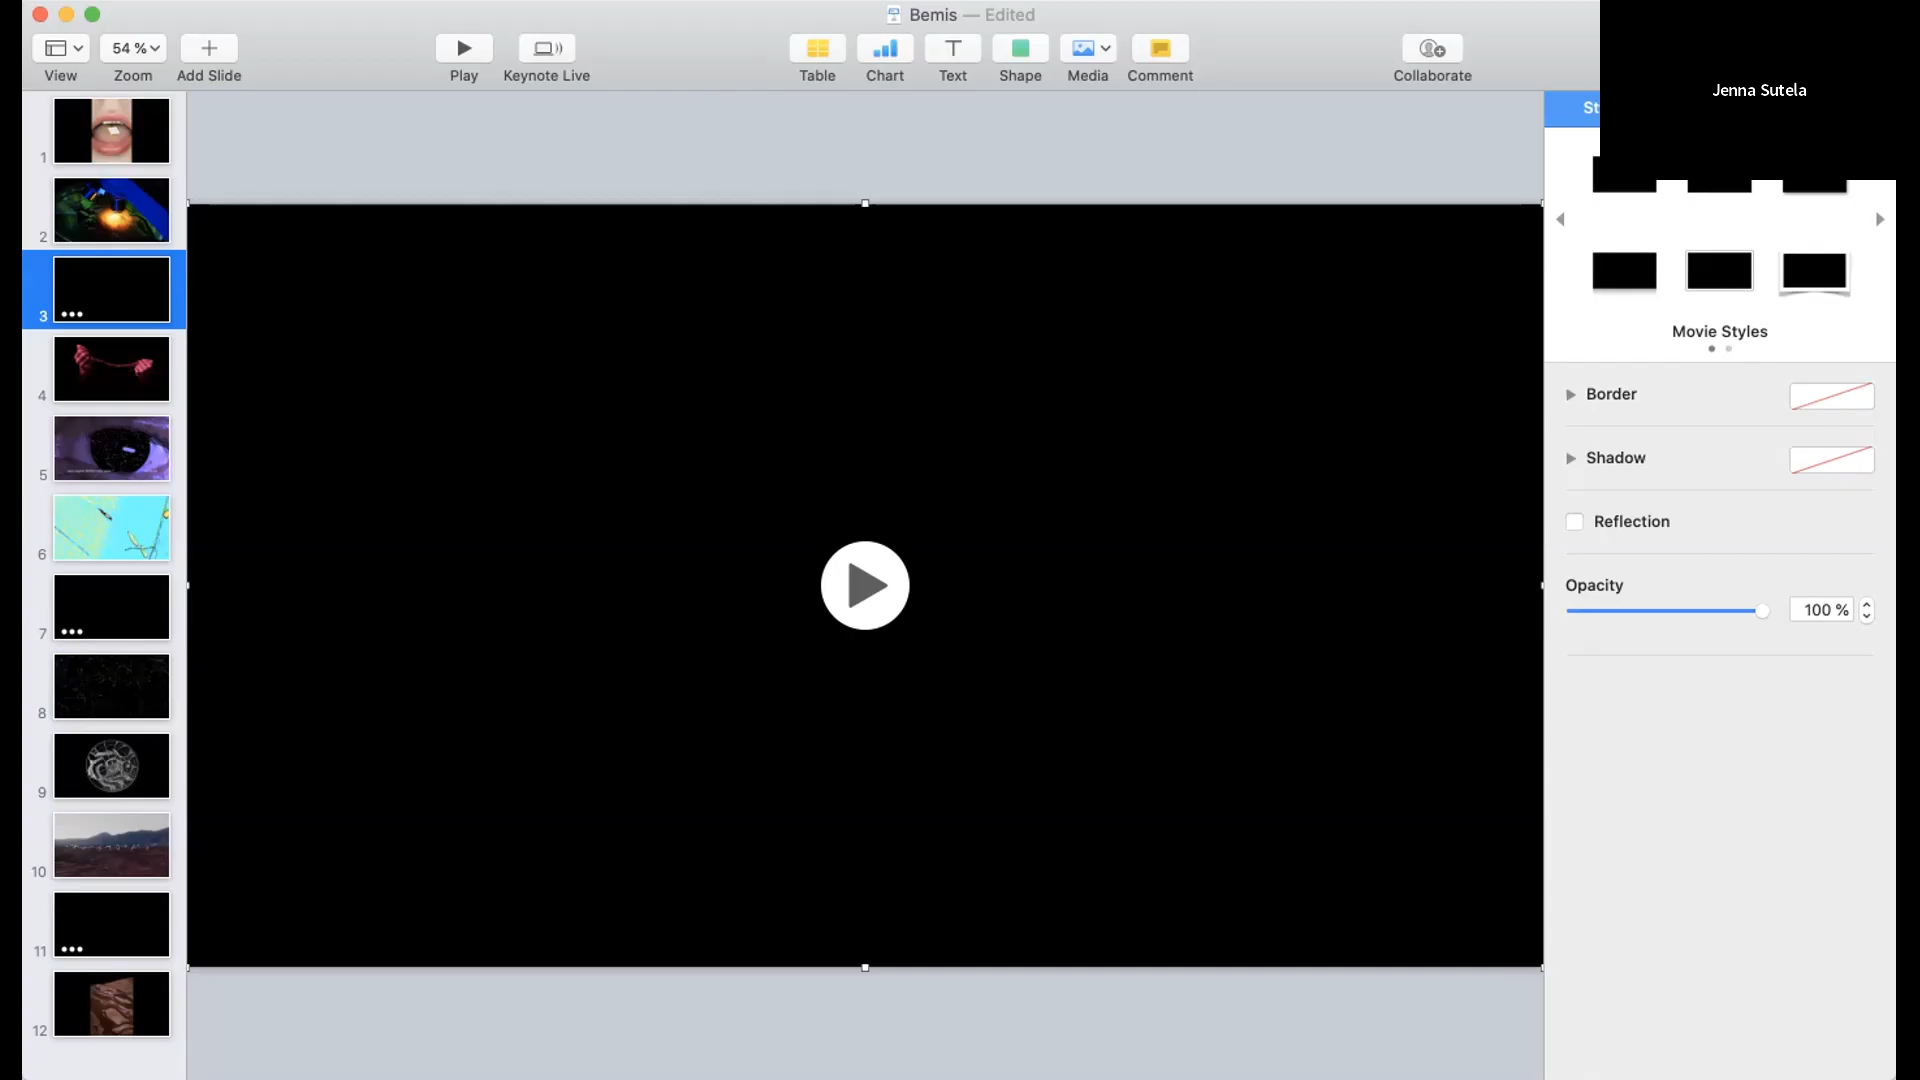 Bemis — Edited
54 %
View
Zoom
Add Slide
Play
Keynote Live
Table
Chart
Text
Shape
Media
Comment
Collaborate
Jenna Sutela
St
1
2
3
4
5
6
7
8
9
10
11
12
Movie Styles
Border
Shadow
Reflection
Opacity
100 %